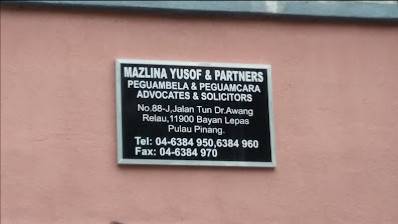 MAZLINA YUSOF & PARTNERS
PEGUAMBELA & PEGUAMCARA
ADVOCATES & SOLICITORS
No.88-J,Jalan Tun Dr.Awang
Relau,11900 Bayan Lepas
Pulau Pinang.
Tel: 04-6384 950,6384 960
Fax: 04-6384 970